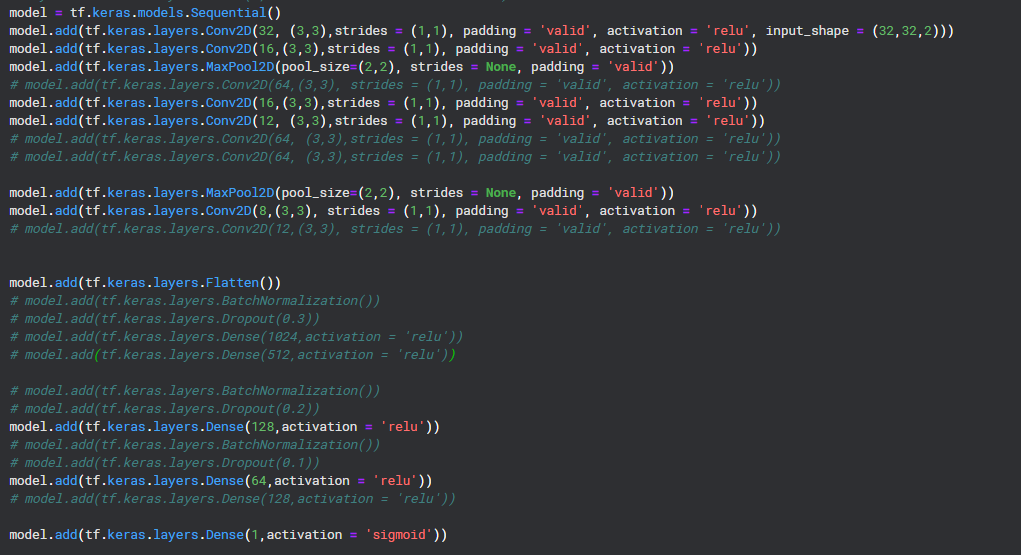 model = tf.keras.models.Sequential()
model.add(tf.keras.layers.Conv2D(32, (3,3),strides = (1,1), padding = 'valid', activation = 'relu', input_shape = (32,32,2)))
model.add(tf.keras.layers.Conv2D(16,(3,3),strides = (1,1), padding = 'valid', activation = 'relu'))
model.add(tf.keras.layers.MaxPool2D(pool_size=(2,2), strides = None, padding = 'valid'))
# model.add(tf.keras.layers.Conv2D(64,(3,3), strides = (1,1), padding = 'valid', activation = 'relu'))
model.add(tf.keras.layers.Conv2D(16,(3,3),strides = (1,1), padding = 'valid', activation = 'relu'))
model.add(tf.keras.layers.Conv2D(12, (3,3),strides = (1,1), padding = 'valid', activation = 'relu'))
# model.add(tf.keras.layers.Conv2D(64, (3,3),strides = (1,1), padding = 'valid', activation = 'relu'))
# model.add(tf.keras.layers.Conv2D(64, (3,3),strides = (1,1), padding = 'valid', activation = 'relu'))
model.add(tf.keras.layers.MaxPool2D(pool_size=(2,2), strides = None, padding = 'valid'))
model.add(tf.keras.layers.Conv2D(8,(3,3), strides = (1,1), padding = 'valid', activation = 'relu'))
# model.add(tf.keras.layers.Conv2D(12,(3,3), strides = (1,1), padding = 'valid', activation = 'relu'))
model.add(tf.keras.layers.Flatten())
# model.add(tf.keras.layers.BatchNormalization())
# model.add(tf.keras.layers.Dropout(0.3))
# model.add(tf.keras.layers.Dense(1024,activation = 'relu'))
# model.add(tf.keras.layers.Dense(512,activation = 'relu'))
# model.add(tf.keras.layers.BatchNormalization())
# model.add(tf.keras.layers.Dropout(0.2))
model.add(tf.keras.layers.Dense(128,activation = 'relu'))
# model.add(tf.keras.layers.BatchNormalization())
# model.add(tf.keras.layers.Dropout(0.1))
model.add(tf.keras.layers.Dense(64,activation = 'relu'))
# model.add(tf.keras.layers.Dense(128,activation = 'relu'))
model.add(tf.keras.layers.Dense(1,activation = 'sigmoid'))